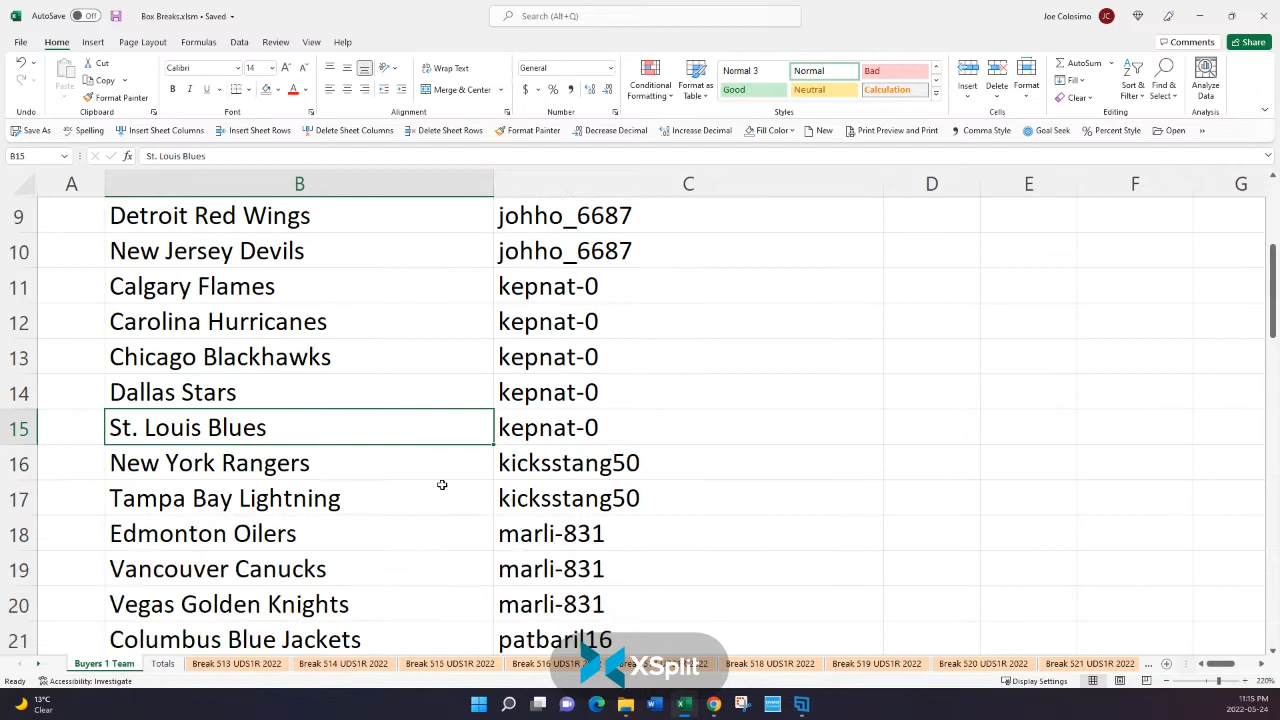 AutoSave Off Box Breaks.xlsm • Saved Search (Alt+Q) Joe Colosimo JC
File Home Insert Page Layout Formulas Data Review View Help Comments Share
Paste Cut Copy Format Painter
Calibri 14 B I U
Wrap Text Merge & Center
General $ % ,
Conditional Formatting Format as Table
Normal 3 Normal Bad
Good Neutral Calculation
Insert Delete Format
AutoSum Fill Clear
Sort & Filter Find & Select Analyze Data
Undo Clipboard Font Alignment Number Styles Cells Editing Analysis
Save As Spelling Insert Sheet Columns Insert Sheet Rows Delete Sheet Columns Delete Sheet Rows Format Painter Decrease Decimal Increase Decimal Fill Color New Print Preview and Print Comma Style Goal Seek Percent Style Open
B15 fx St. Louis Blues
A B C D E F G
9 Detroit Red Wings johho_6687
10 New Jersey Devils johho_6687
11 Calgary Flames kepnat-0
12 Carolina Hurricanes kepnat-0
13 Chicago Blackhawks kepnat-0
14 Dallas Stars kepnat-0
15 St. Louis Blues kepnat-0
16 New York Rangers kicksstang50
17 Tampa Bay Lightning kicksstang50
18 Edmonton Oilers marli-831
19 Vancouver Canucks marli-831
20 Vegas Golden Knights marli-831
21 Columbus Blue Jackets patbaril16
XSplit
Buyers 1 Team Totals Break 513 UDS1R 2022 Break 514 UDS1R 2022 Break 515 UDS1R 2022 Break 516 UDS1R 2022 Break 518 UDS1R 2022 Break 519 UDS1R 2022 Break 520 UDS1R 2022 Break 521 UDS1R 2022 ...
Ready Accessibility: Investigate Display Settings 220%
13°C
Clear
11:15 PM
2022-05-24